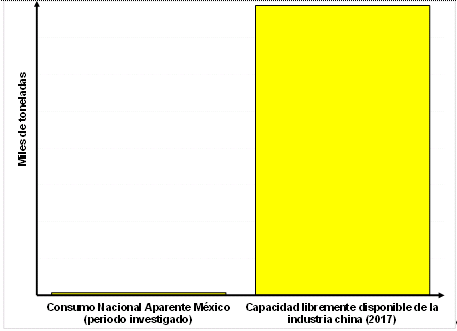 Miles de toneladas
Consumo Nacional Aparente México
(periodo investigado)
Capacidad libremente disponible de la
industria china (2017)